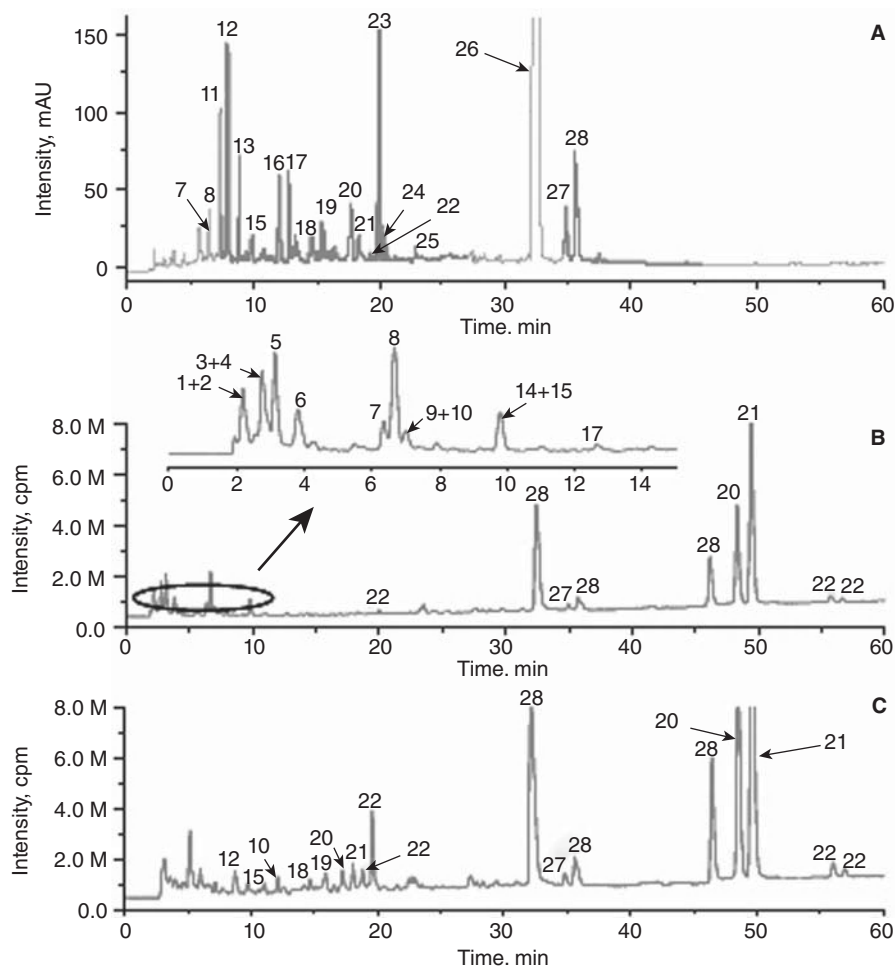 A
Intensity, mAU
150
100
50
0
7
8
11
12
13
15
16
17
18
19
20
21
23
24
22
25
26
27
28
0 10 20 30 40 50 60
Time. min
B
Intensity, cpm
8.0 M
6.0 M
4.0 M
2.0 M
0.0
1+2
3+4
5
6
7
8
9+10
14+15
17
0 2 4 6 8 10 12 14
22
28
27
28
28
20
21
22
22
0 10 20 30 40 50 60
Time. min
C
Intensity, cpm
8.0 M
6.0 M
4.0 M
2.0 M
0.0
12
15
10
18
19
20
21
22
22
28
27
28
28
20
21
22
22
0 10 20 30 40 50 60
Time. min